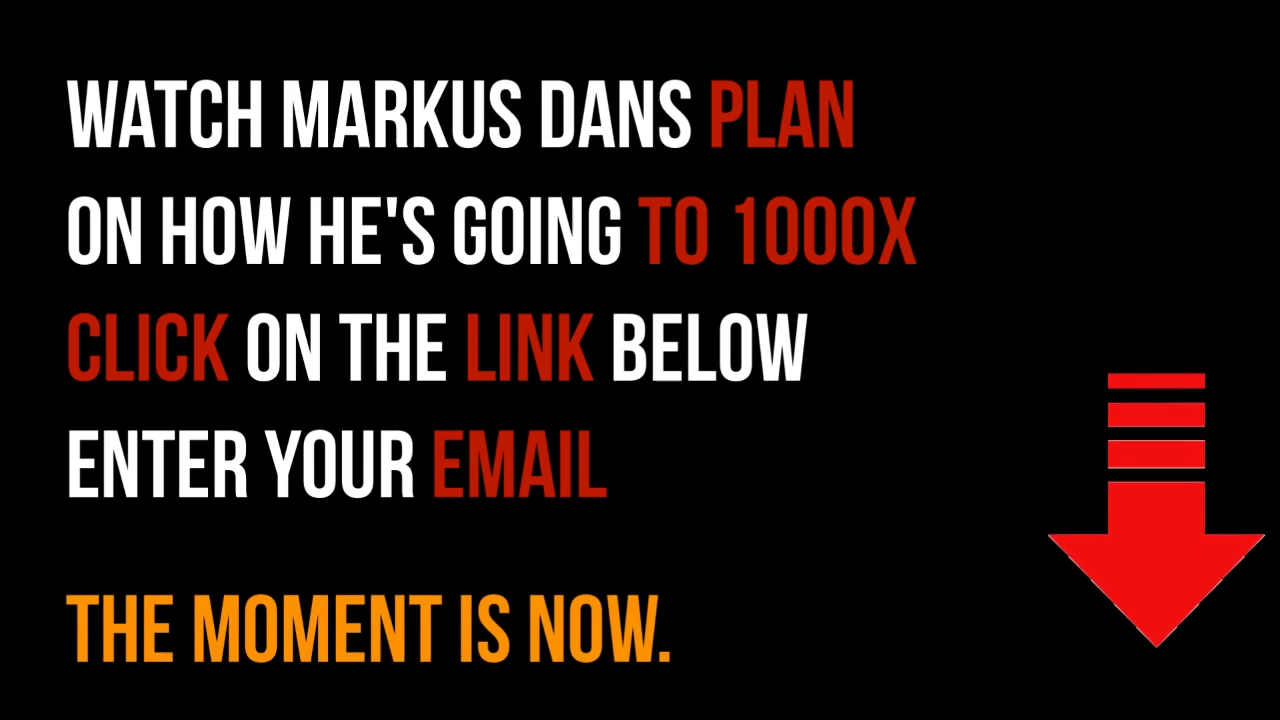 WATCH MARKUS DANS PLAN
ON HOW HE'S GOING TO 1000X
CLICK ON THE LINK BELOW
ENTER YOUR EMAIL
THE MOMENT IS NOW.